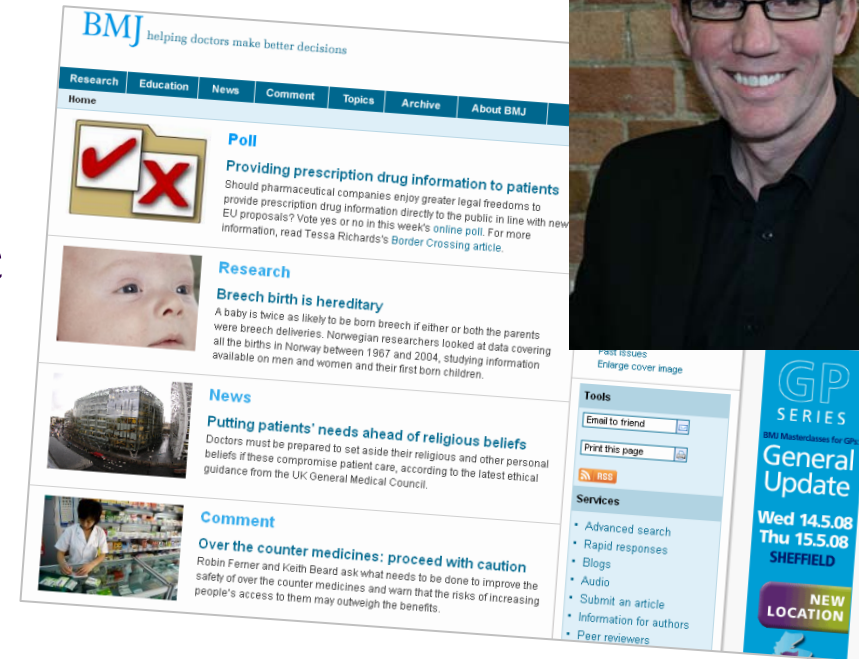 BMJ helping doctors make better decisions
Research Education News Comment Topics Archive About BMJ
Home
Poll
Providing prescription drug information to patients
Should pharmaceutical companies enjoy greater legal freedoms to
provide prescription drug information directly to the public in line with new
EU proposals? Vote yes or no in this week's online poll. For more
information, read Tessa Richards's Border Crossing article.
Research
Breech birth is hereditary
A baby is twice as likely to be born breech if either or both the parents
were breech deliveries. Norwegian researchers looked at data covering
all the births in Norway between 1967 and 2004, studying information
available on men and women and their first born children.
News
Putting patients' needs ahead of religious beliefs
Doctors must be prepared to set aside their religious and other personal
beliefs if these compromise patient care, according to the latest ethical
guidance from the UK General Medical Council.
Comment
Over the counter medicines: proceed with caution
Robin Ferner and Keith Beard ask what needs to be done to improve the
safety of over the counter medicines and warn that the risks of increasing
people's access to them may outweigh the benefits.
Past issues
Enlarge cover image
Tools
Email to friend
Print this page
RSS
Services
Advanced search
Rapid responses
Blogs
Audio
Submit an article
Information for authors
Peer reviewers
GP
SERIES
BMJ Masterclasses for GPs
General
Update
Wed 14.5.08
Thu 15.5.08
SHEFFIELD
NEW
LOCATION